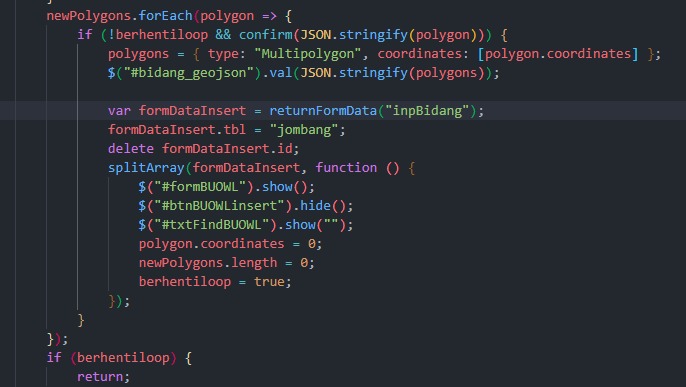 newPolygons.forEach(polygon => {
if (!berhentiloop && confirm(JSON.stringify(polygon))) {
polygons = { type: "Multipolygon", coordinates: [polygon.coordinates] };
$("#bidang_geojson").val(JSON.stringify(polygons));
var formDataInsert = returnFormData("inpBidang");
formDataInsert.tbl = "jombang";
delete formDataInsert.id;
splitArray(formDataInsert, function () {
$("#formBUOWL").show();
$("#btnBUOWLinsert").hide();
$("#txtFindBUOWL").show("");
polygon.coordinates = 0;
newPolygons.length = 0;
berhentiloop = true;
});
}
});
if (berhentiloop) {
return;